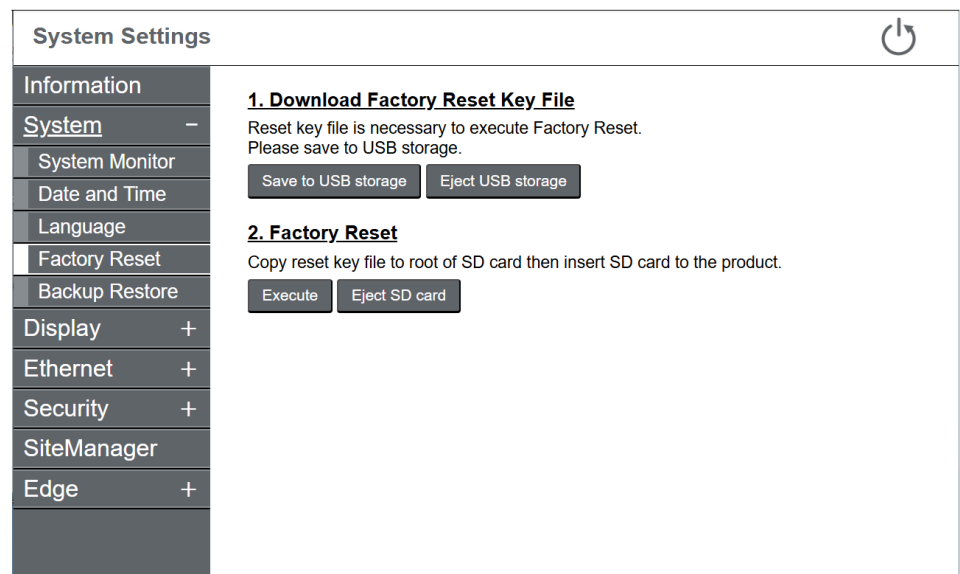 System Settings
Information
System −
System Monitor
Date and Time
Language
Factory Reset
Backup Restore
Display +
Ethernet +
Security +
SiteManager
Edge +
1. Download Factory Reset Key File
Reset key file is necessary to execute Factory Reset.
Please save to USB storage.
Save to USB storage Eject USB storage
2. Factory Reset
Copy reset key file to root of SD card then insert SD card to the product.
Execute Eject SD card